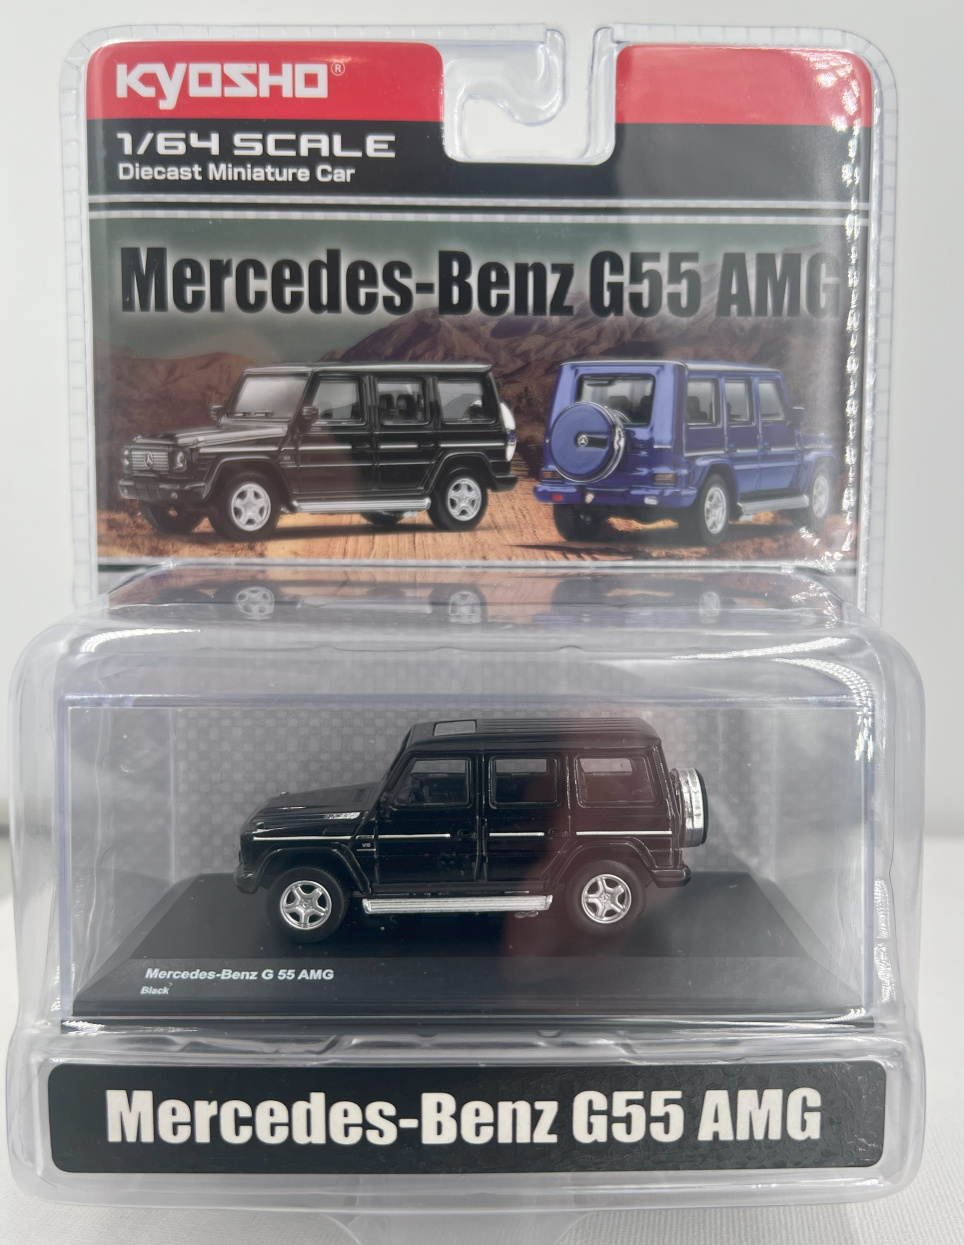 KYOSHO®
1/64 SCALE
Diecast Miniature Car
Mercedes-Benz G55 AMG
V8
Mercedes-Benz G 55 AMG
Black
Mercedes-Benz G55 AMG